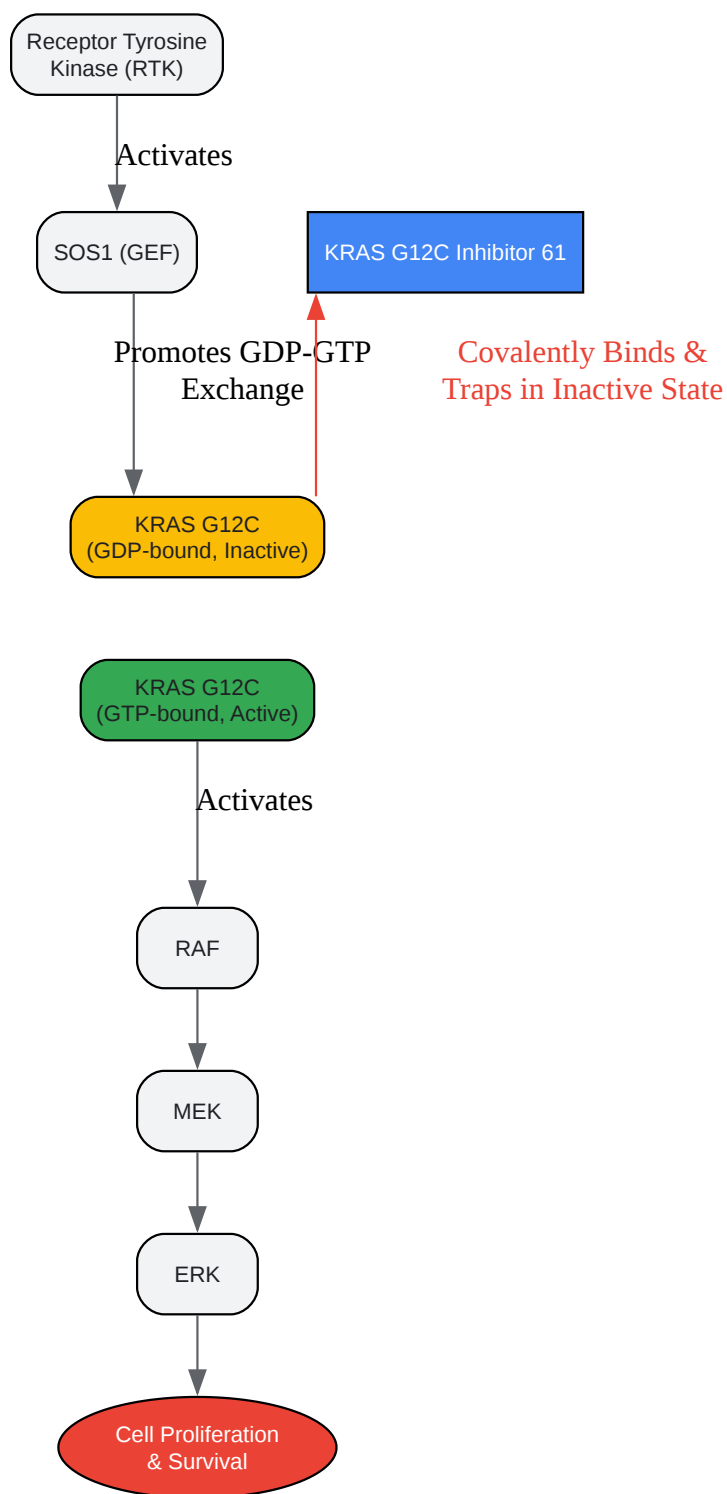 Receptor Tyrosine
Kinase (RTK)
Activates
SOS1 (GEF)
KRAS G12C Inhibitor 61
Promotes GDP-GTP
Exchange
Covalently Binds &
Traps in Inactive State
KRAS G12C
(GDP-bound, Inactive)
KRAS G12C
(GTP-bound, Active)
Activates
RAF
MEK
ERK
Cell Proliferation
& Survival